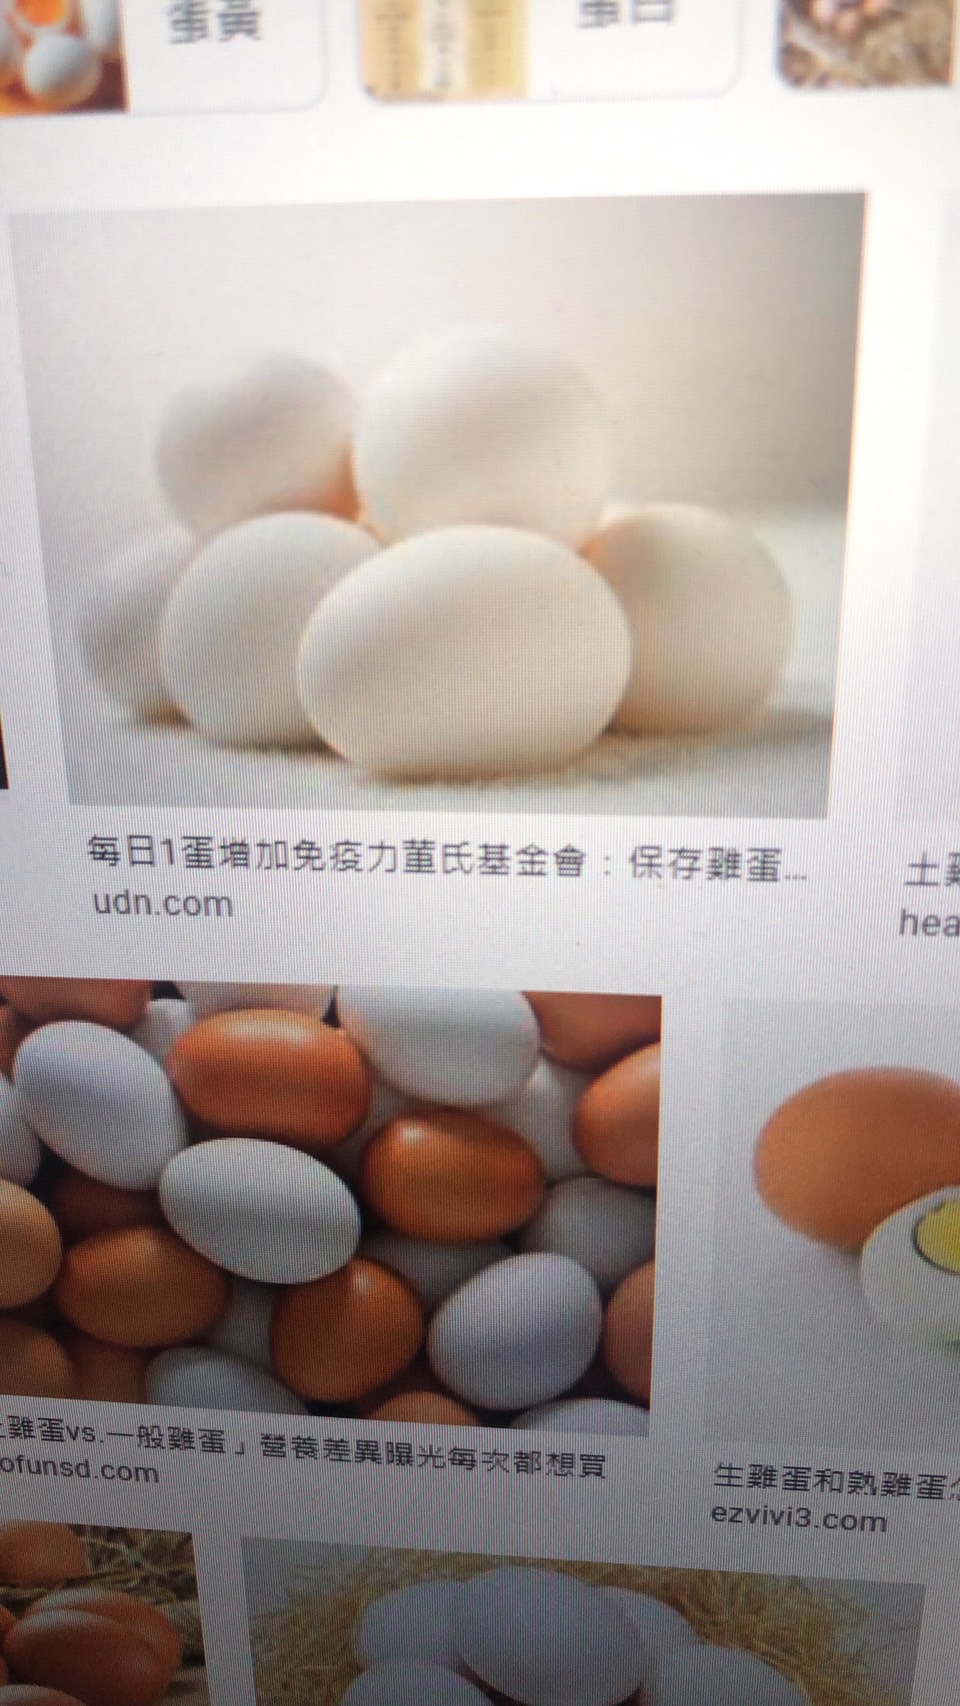 蛋黃
蛋白
每日1蛋增加免疫力董氏基金會：保存雞蛋...
udn.com
土雞
hea
土雞蛋vs.一般雞蛋」營養差異曝光每次都想買
ofunsd.com
生雞蛋和熟雞蛋怎
ezvivi3.com